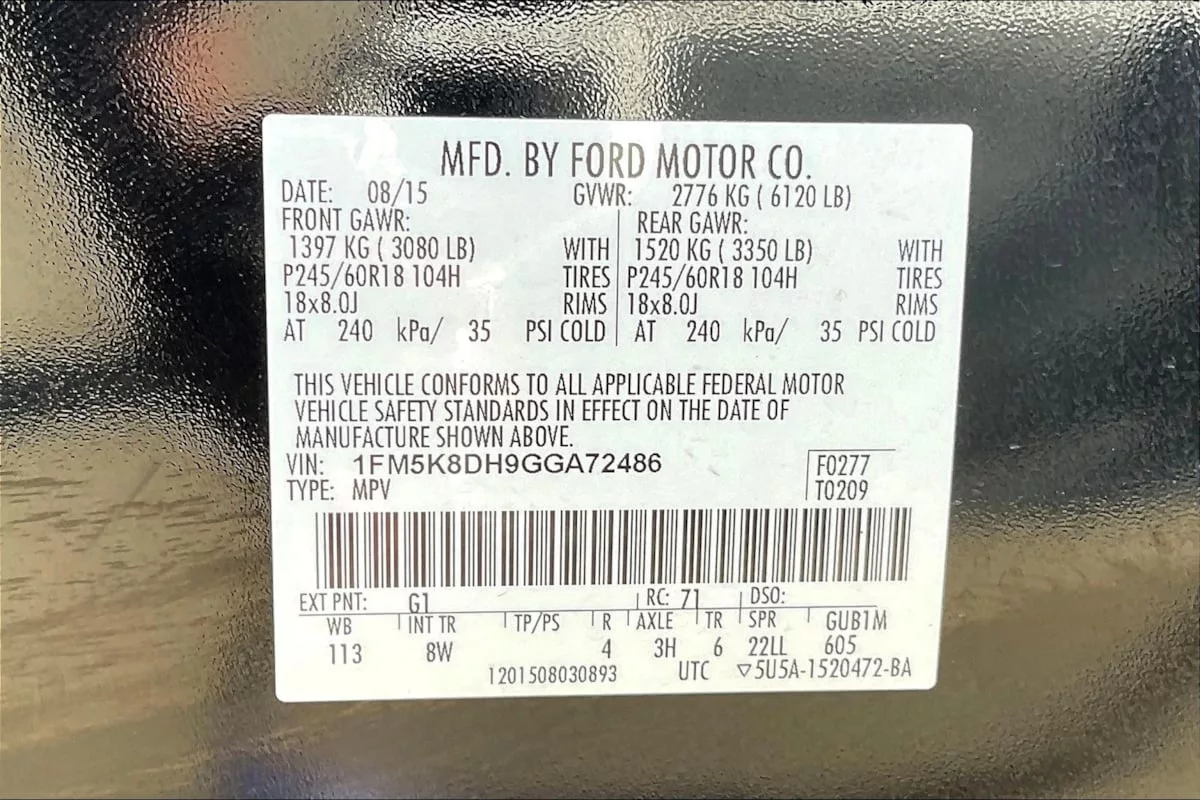 MFD. BY FORD MOTOR CO.
DATE: 08/15 GVWR: 2776 KG ( 6120 LB)
FRONT GAWR: REAR GAWR:
1397 KG ( 3080 LB) WITH 1520 KG ( 3350 LB) WITH
P245/60R18 104H TIRES P245/60R18 104H TIRES
18x8.0J RIMS 18x8.0J RIMS
AT 240 kPa/ 35 PSI COLD AT 240 kPa/ 35 PSI COLD
THIS VEHICLE CONFORMS TO ALL APPLICABLE FEDERAL MOTOR
VEHICLE SAFETY STANDARDS IN EFFECT ON THE DATE OF
MANUFACTURE SHOWN ABOVE.
VIN: 1FM5K8DH9GGA72486 F0277
TYPE: MPV T0209
EXT PNT: G1 RC: 71 DSO:
WB INT TR TP/PS R AXLE TR SPR GUB1M
113 8W 4 3H 6 22LL 605
1201508030893 UTC ▽5U5A-1520472-BA